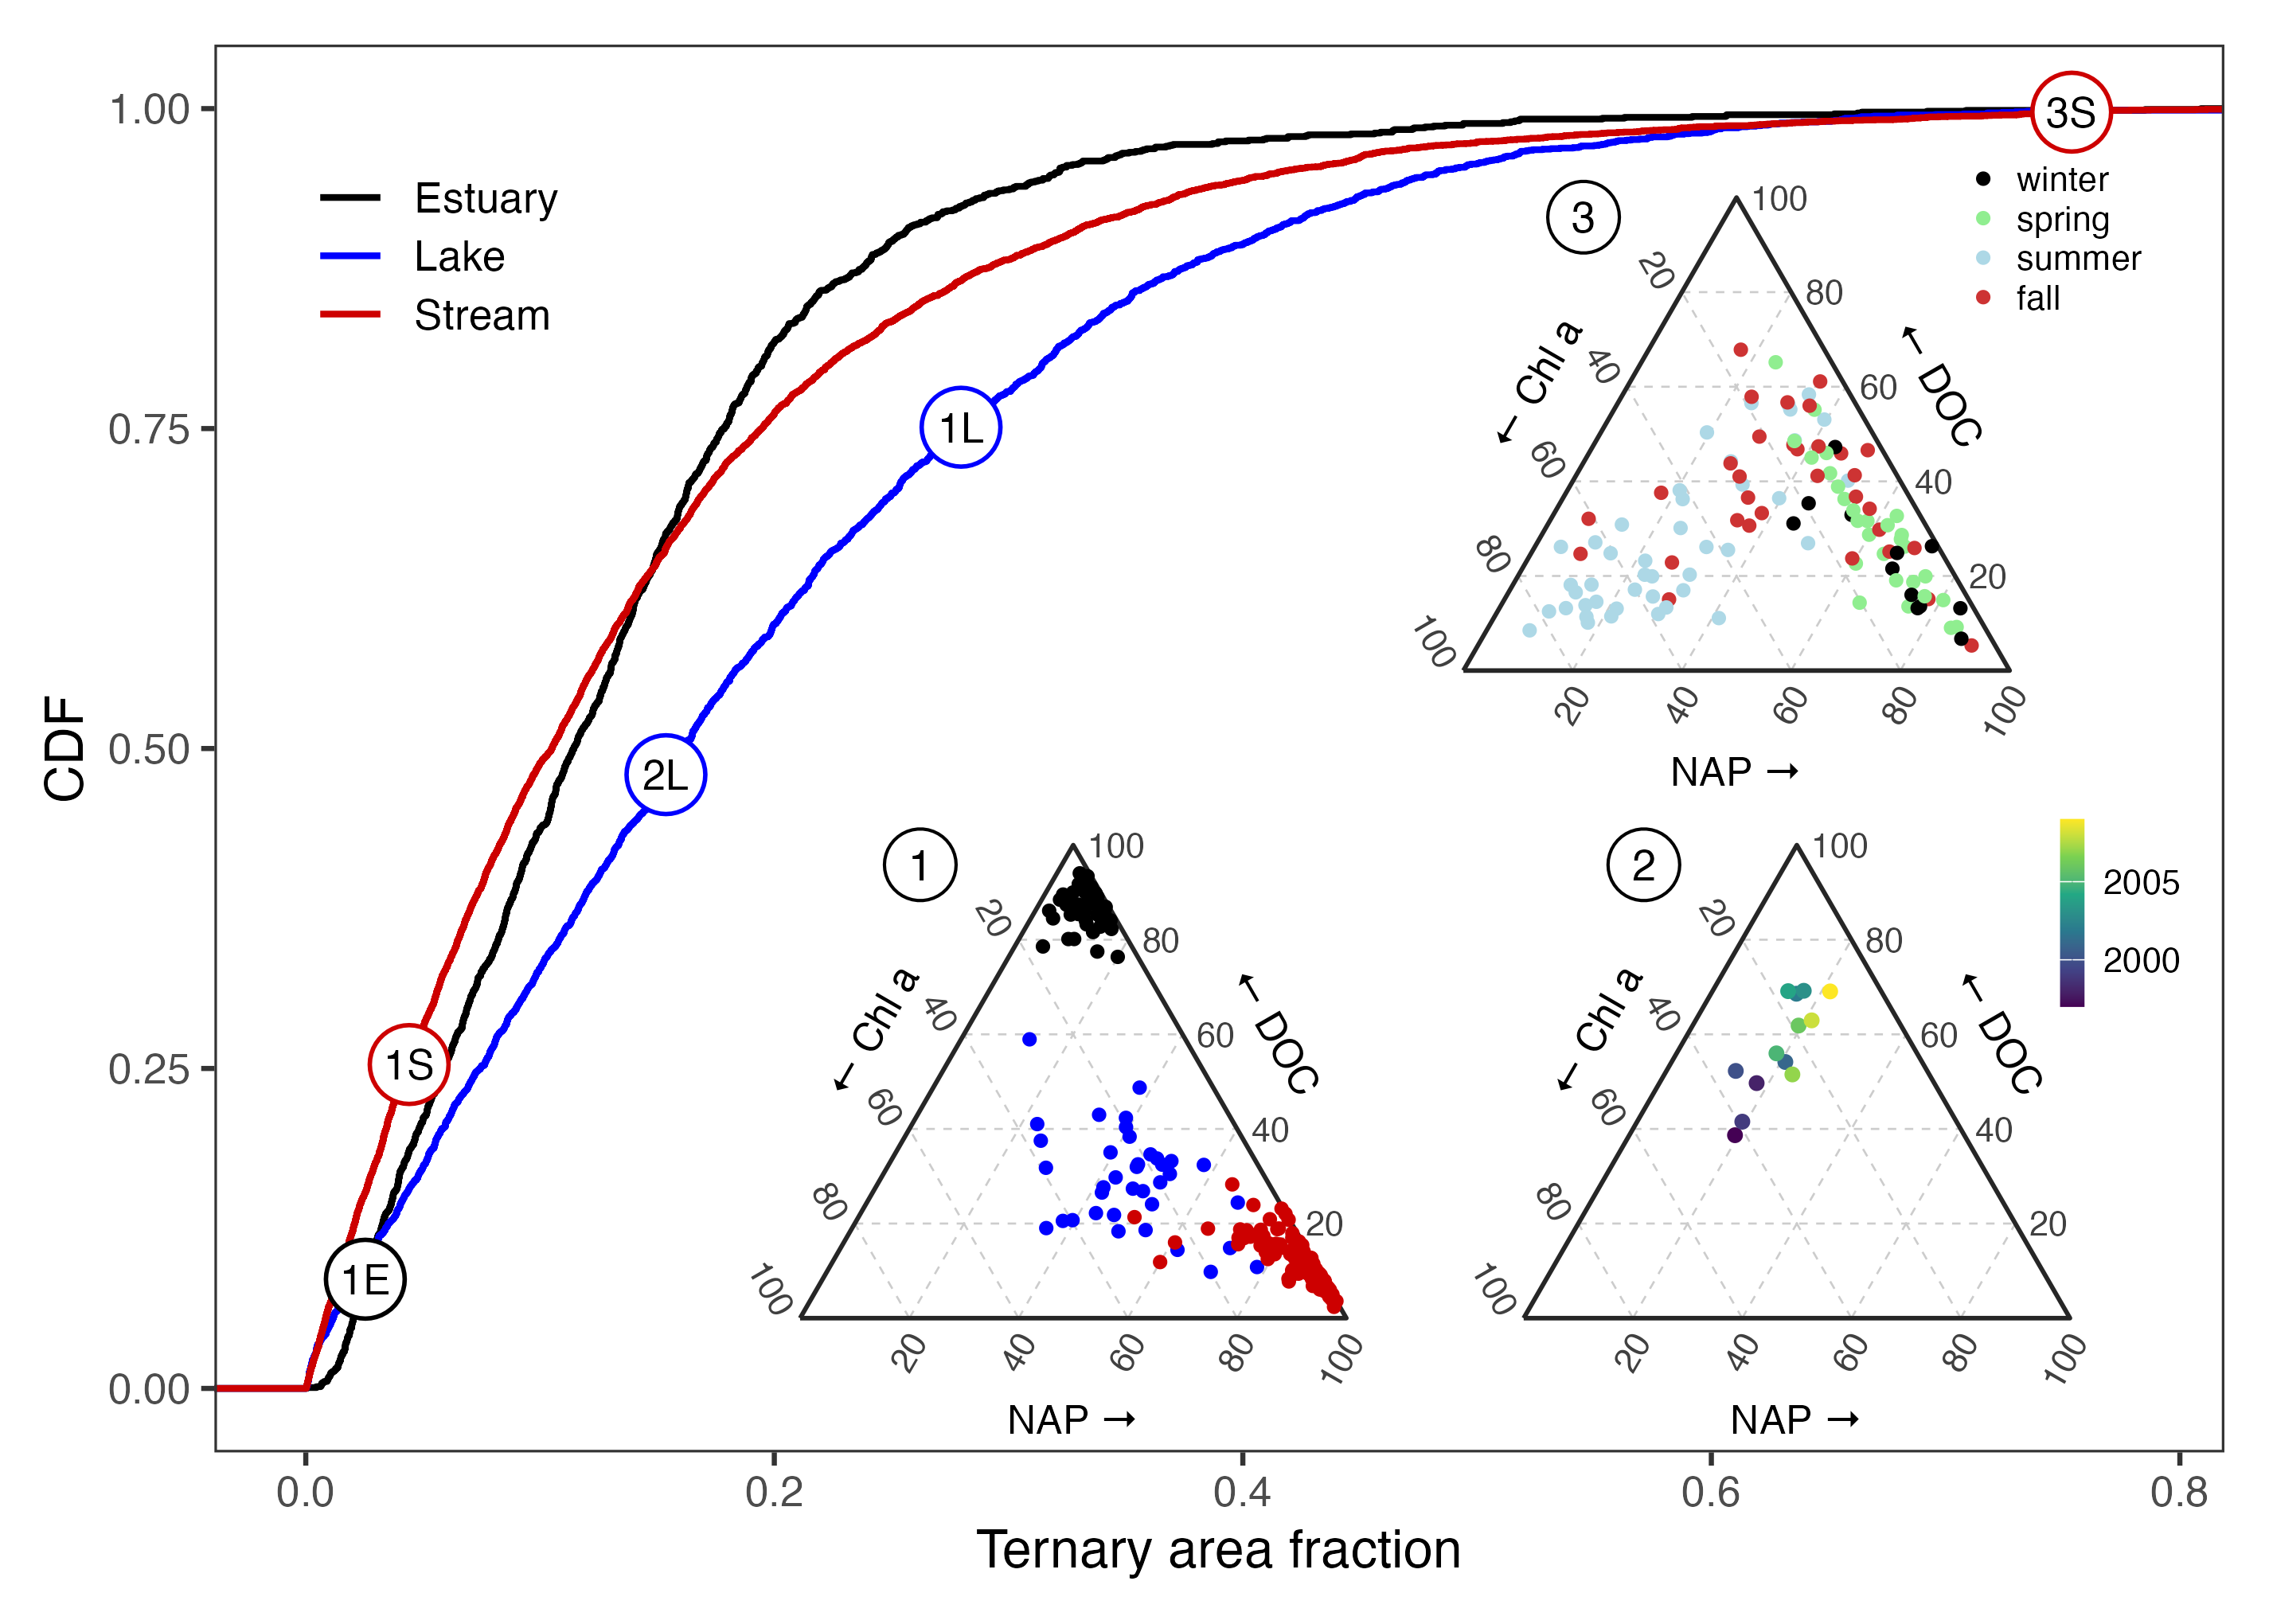 CDF
1.00
0.75
0.50
0.25
0.00
Estuary
Lake
Stream
1E
1S
2L
1L
3S
3
winter
spring
summer
fall
100
80
60
40
20
20
40
60
80
100
20
40
60
80
100
← Chl a
← DOC
NAP →
1
100
80
60
40
20
20
40
60
80
100
20
40
60
80
100
← Chl a
← DOC
NAP →
2
2005
2000
100
80
60
40
20
20
40
60
80
100
20
40
60
80
100
← Chl a
← DOC
NAP →
0.0
0.2
0.4
0.6
0.8
Ternary area fraction